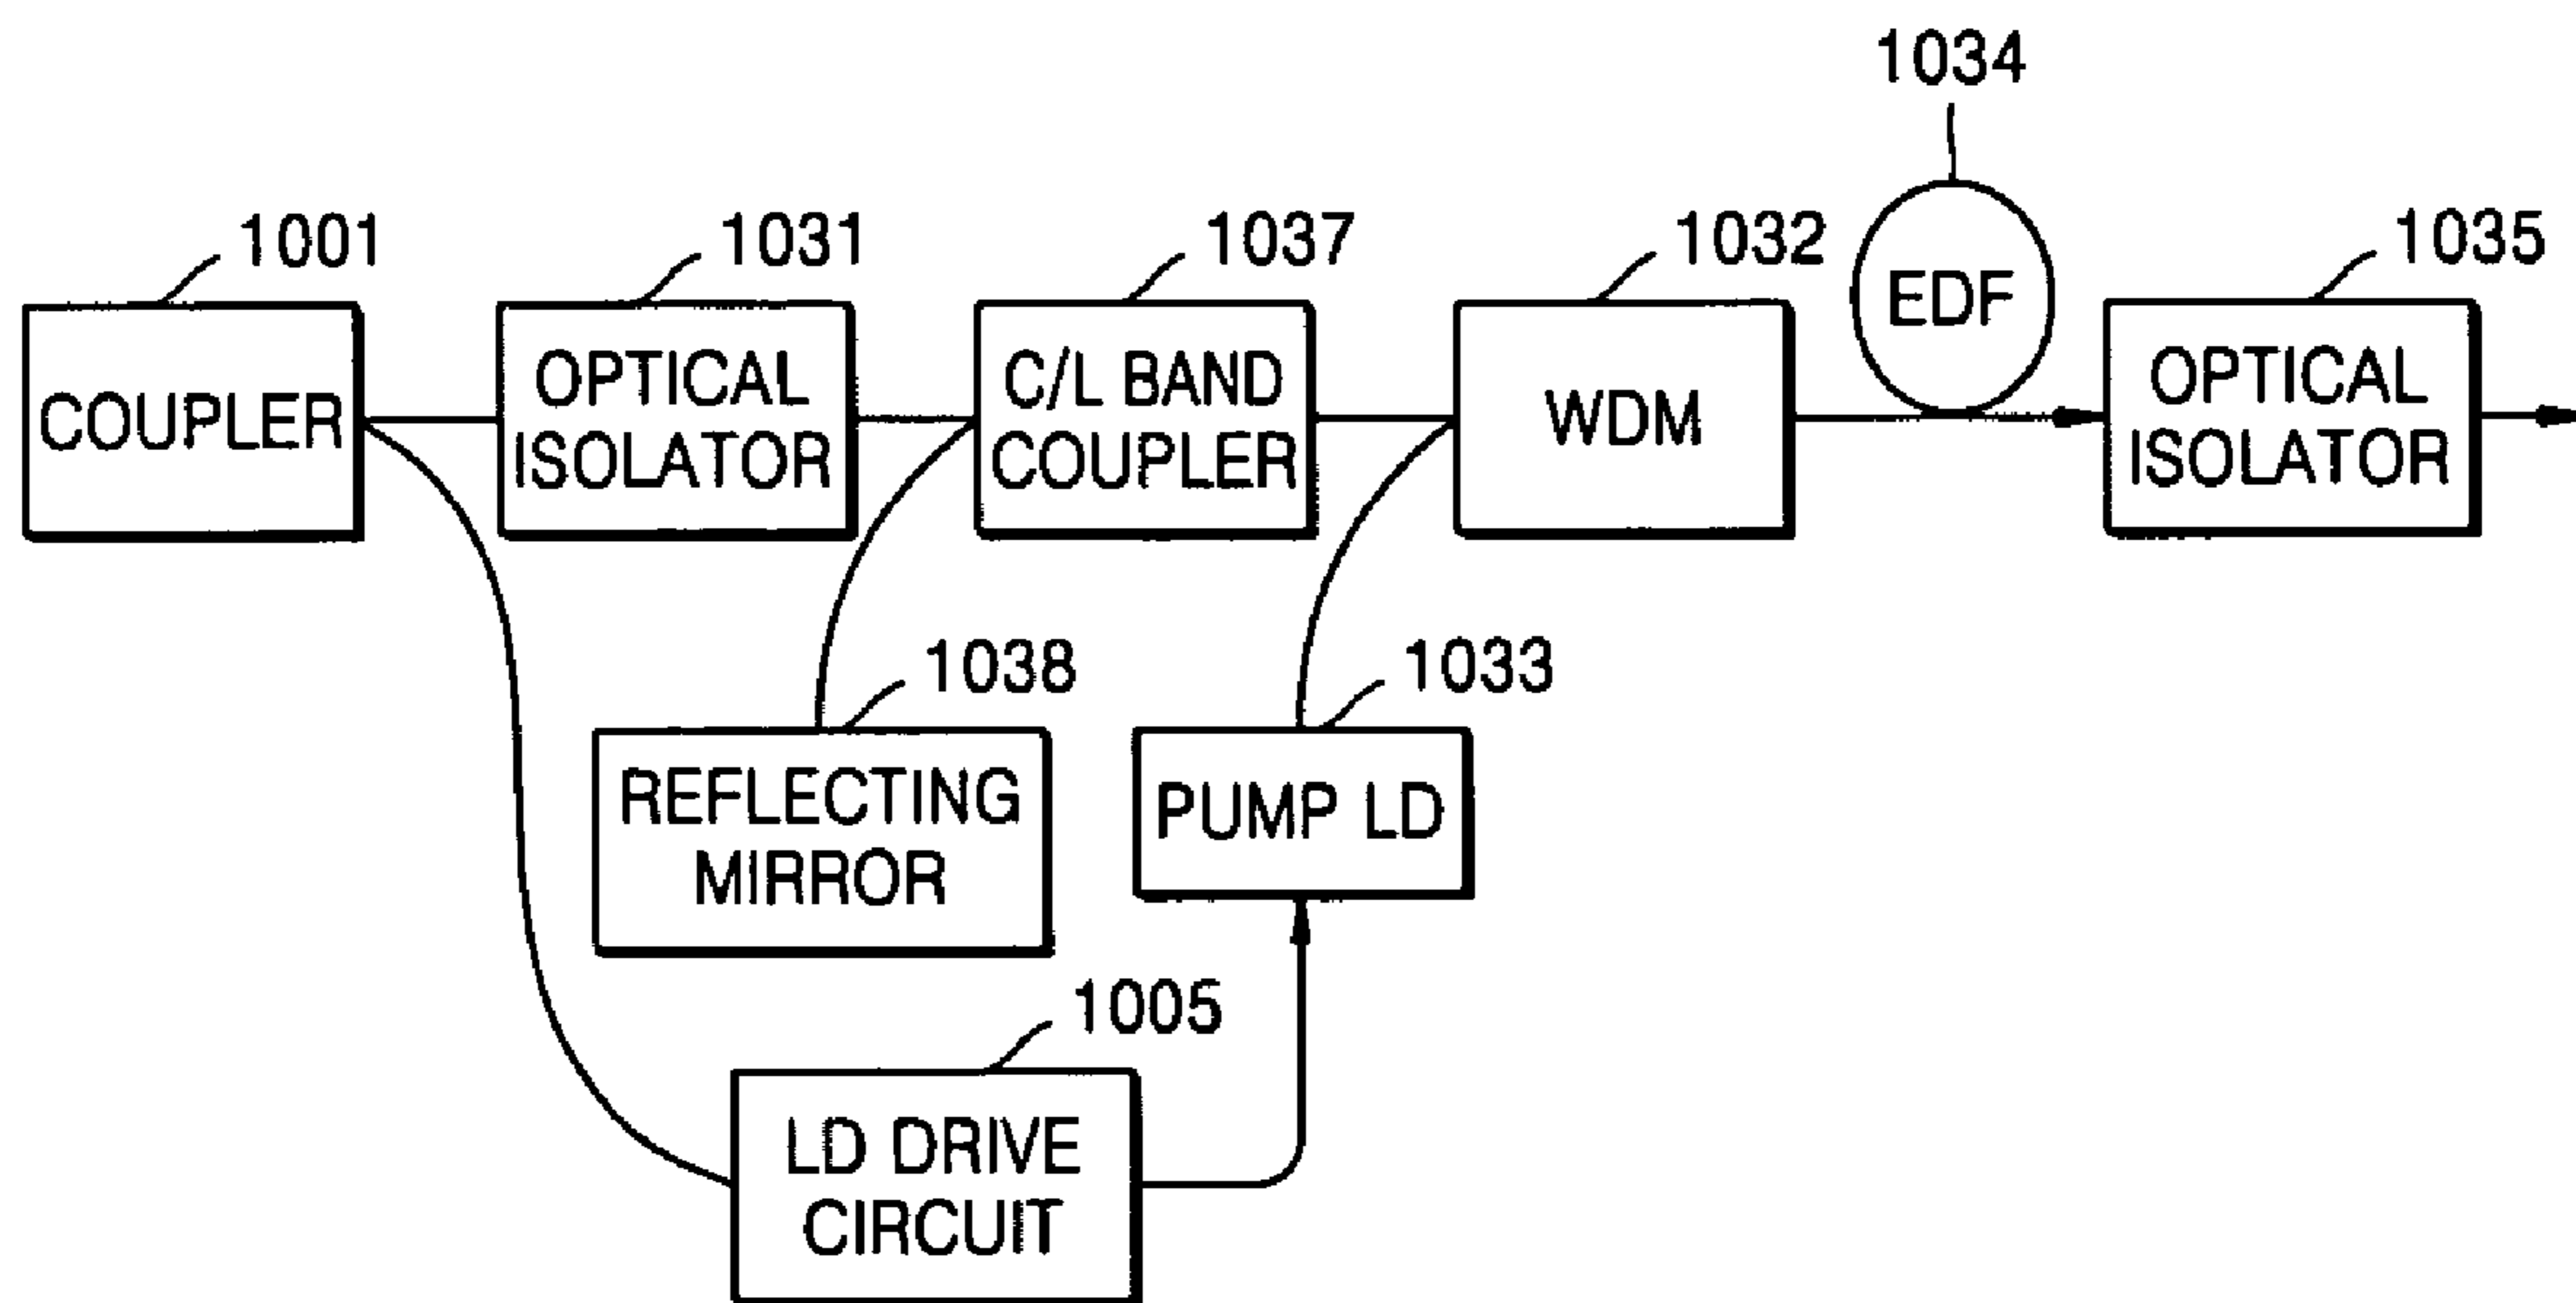 1034
1001
1031
1037
1032
1035
EDF
COUPLER
OPTICAL
ISOLATOR
C/L BAND
COUPLER
WDM
OPTICAL
ISOLATOR
1038
1033
REFLECTING
MIRROR
PUMP LD
1005
LD DRIVE
CIRCUIT